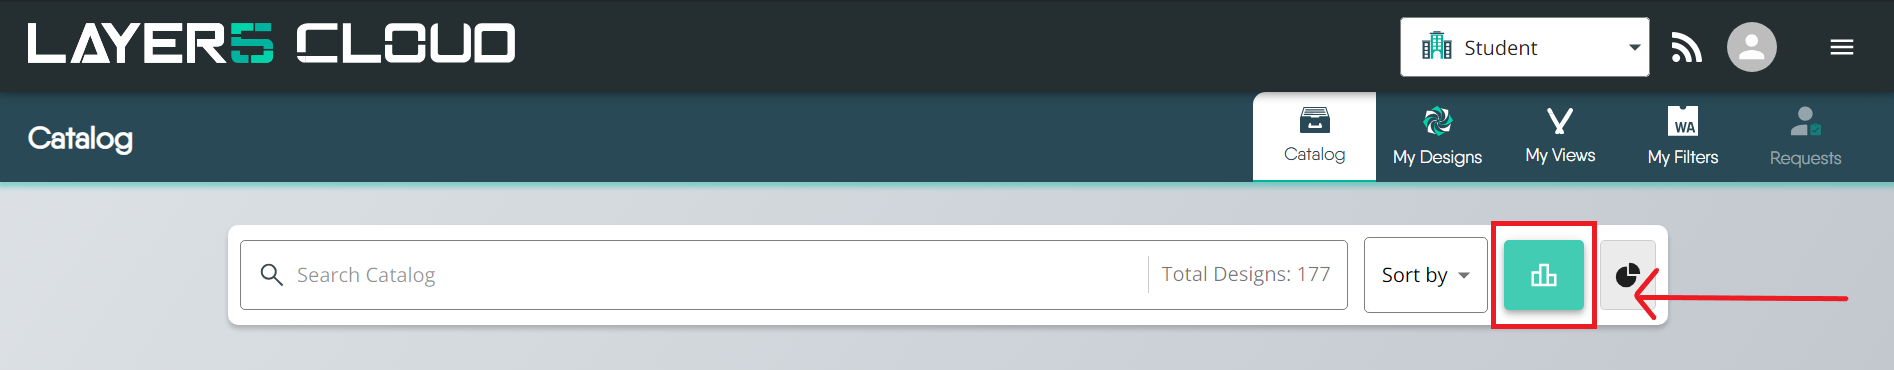 LAYER5 CLOUD
Student
Catalog
Catalog
My Designs
My Views
WA
My Filters
Requests
Search Catalog
Total Designs: 177
Sort by